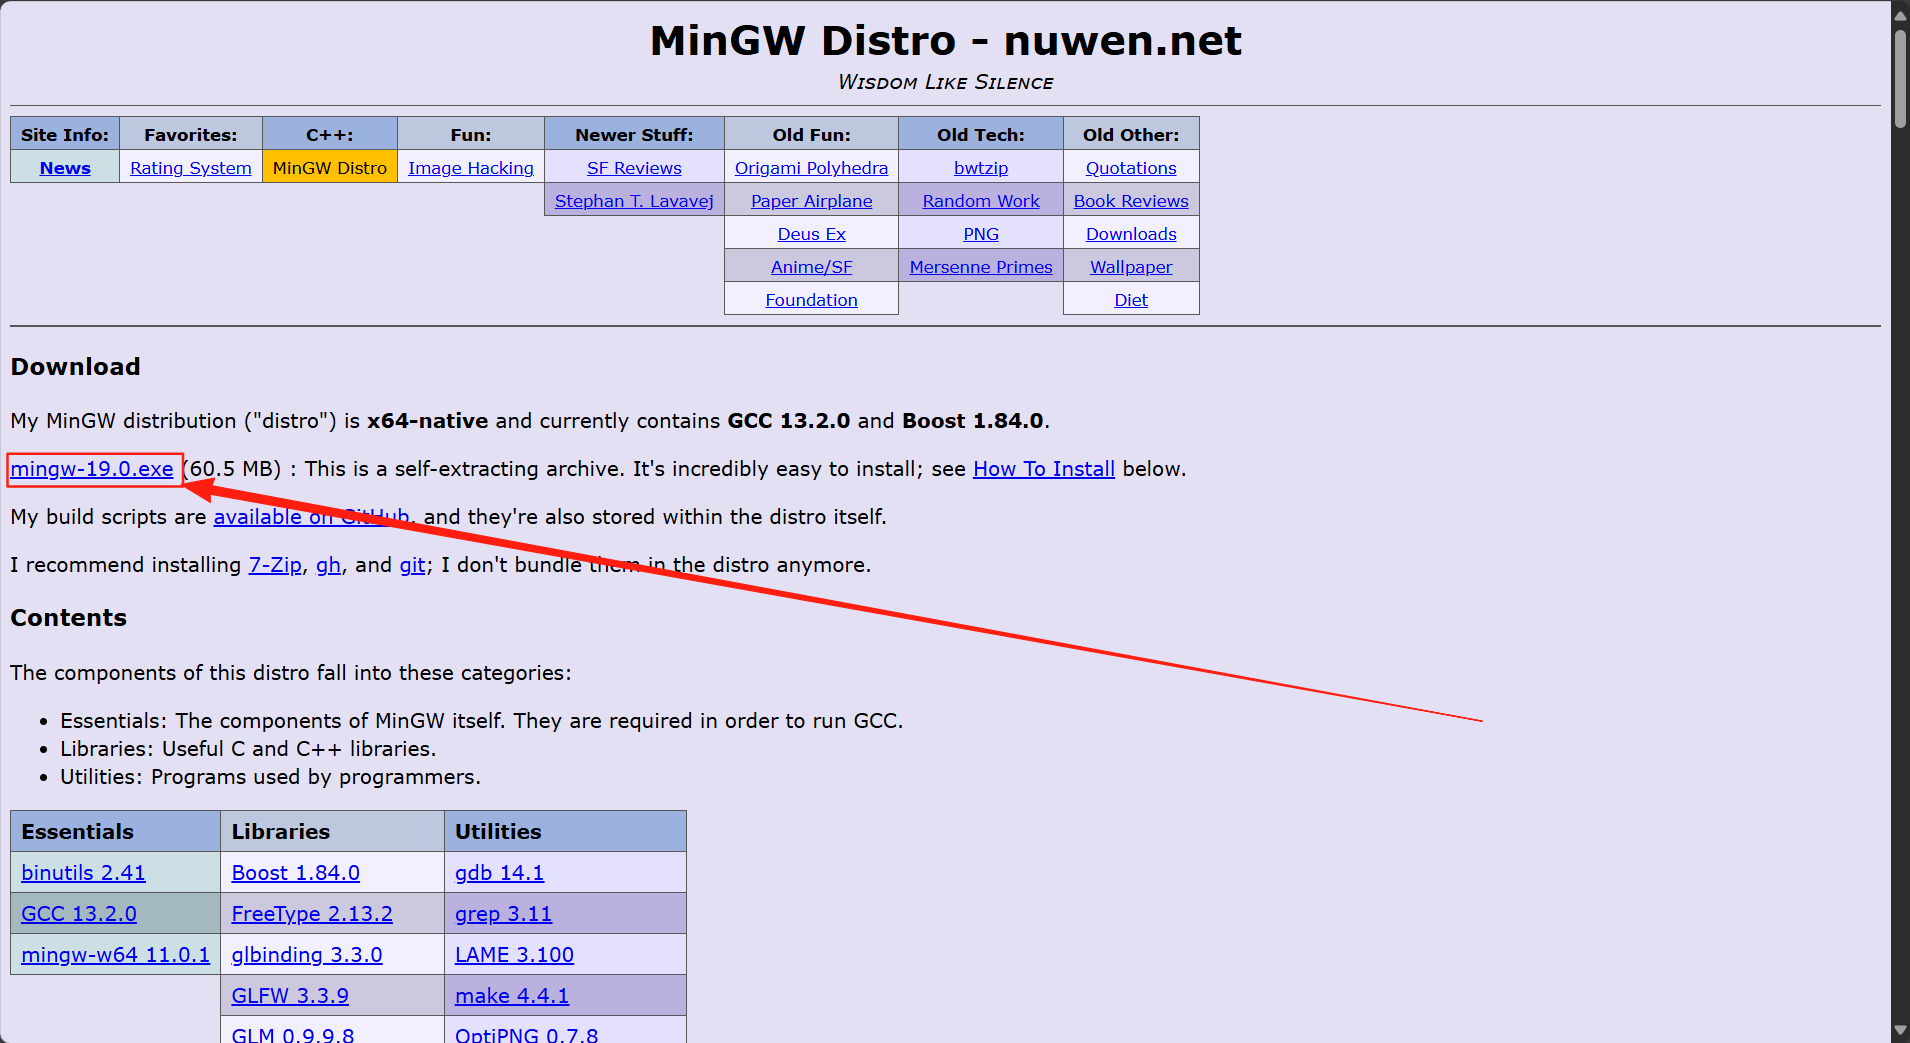 MinGW Distro - nuwen.net
Wisdom Like Silence
Site Info: Favorites: C++: Fun: Newer Stuff: Old Fun: Old Tech: Old Other:
News Rating System MinGW Distro Image Hacking SF Reviews Origami Polyhedra bwtzip Quotations
Stephan T. Lavavej Paper Airplane Random Work Book Reviews
Deus Ex PNG Downloads
Anime/SF Mersenne Primes Wallpaper
Foundation Diet
Download
My MinGW distribution ("distro") is x64-native and currently contains GCC 13.2.0 and Boost 1.84.0.
mingw-19.0.exe (60.5 MB) : This is a self-extracting archive. It's incredibly easy to install; see How To Install below.
My build scripts are available on GitHub, and they're also stored within the distro itself.
I recommend installing 7-Zip, gh, and git; I don't bundle them in the distro anymore.
Contents
The components of this distro fall into these categories:
• Essentials: The components of MinGW itself. They are required in order to run GCC.
• Libraries: Useful C and C++ libraries.
• Utilities: Programs used by programmers.
Essentials Libraries Utilities
binutils 2.41 Boost 1.84.0 gdb 14.1
GCC 13.2.0 FreeType 2.13.2 grep 3.11
mingw-w64 11.0.1 glbinding 3.3.0 LAME 3.100
GLFW 3.3.9 make 4.4.1
GLM 0.9.9.8 OptiPNG 0.7.8